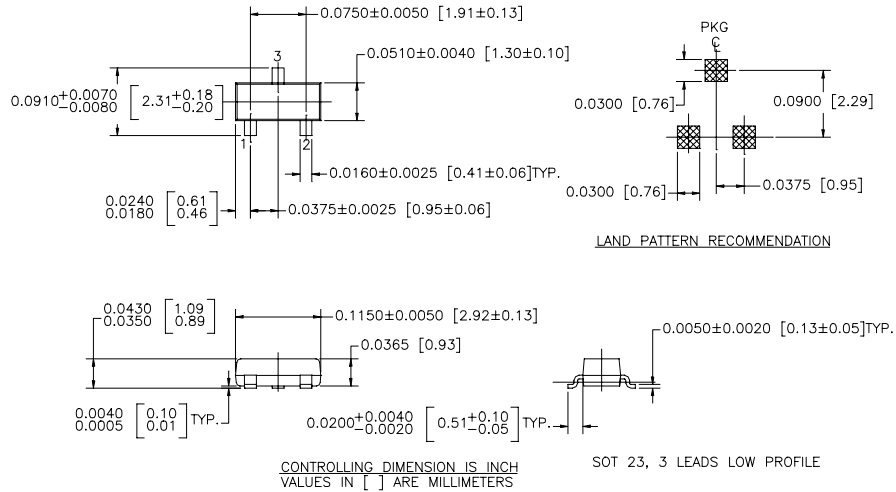 0.0750±0.0050 [1.91±0.13]
PKG
C̲L
3
0.0510±0.0040 [1.30±0.10]
0.0910+0.0070 -0.0080 [2.31+0.18 -0.20]
0.0300 [0.76]
0.0900 [2.29]
1
2
0.0160±0.0025 [0.41±0.06]TYP.
0.0240 0.0180 [0.61 0.46]
0.0375±0.0025 [0.95±0.06]
0.0300 [0.76]
0.0375 [0.95]
LAND PATTERN RECOMMENDATION
0.0430 0.0350 [1.09 0.89]
0.1150±0.0050 [2.92±0.13]
0.0050±0.0020 [0.13±0.05]TYP.
0.0365 [0.93]
0.0040 0.0005 [0.10 0.01] TYP.
0.0200+0.0040 -0.0020 [0.51+0.10 -0.05] TYP.
CONTROLLING DIMENSION IS INCH
VALUES IN [ ] ARE MILLIMETERS
SOT 23, 3 LEADS LOW PROFILE